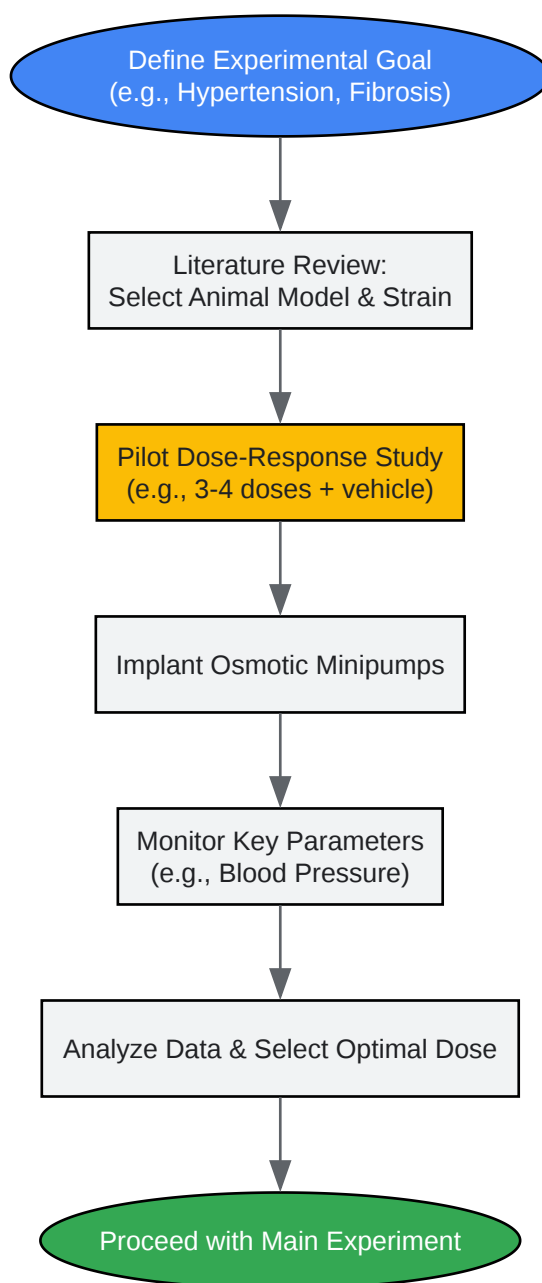 Define Experimental Goal
(e.g., Hypertension, Fibrosis)
Literature Review:
Select Animal Model & Strain
Pilot Dose-Response Study
(e.g., 3-4 doses + vehicle)
Implant Osmotic Minipumps
Monitor Key Parameters
(e.g., Blood Pressure)
Analyze Data & Select Optimal Dose
Proceed with Main Experiment